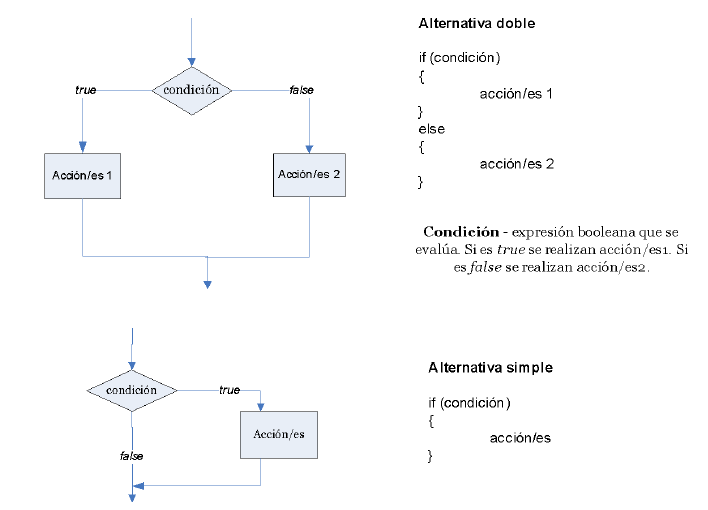 Alternativa doble
if (condición)
{
acción/es 1
}
else
{
acción/es 2
}
true
condición
false
Acción/es 1
Acción/es 2
Condición - expresión booleana que se
evalúa. Si es true se realizan acción/es1. Si
es false se realizan acción/es2.
condición
true
Acción/es
false
Alternativa simple
if (condición)
{
acción/es
}